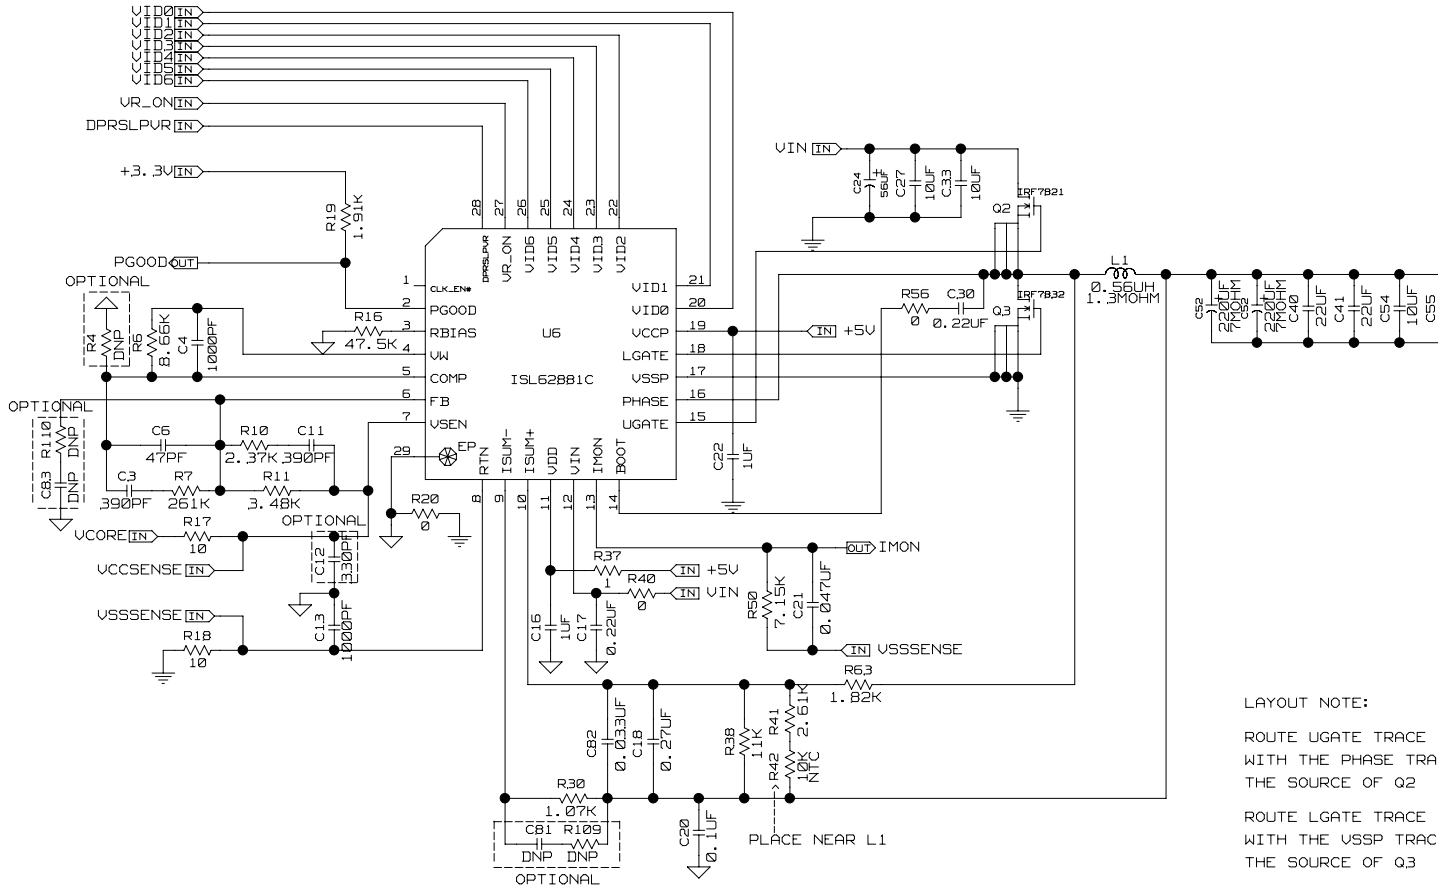 VID0 IN
VID1 IN
VID2 IN
VID3 IN
VID4 IN
VID5 IN
VID6 IN
VR_ON IN
DPRSLPVR IN
+3.3V IN
R19
1.91K
PGOOD OUT
OPTIONAL
R4
DNP
R6
8.66K
C4
1000PF
R16
47.5K
28
27
26
25
24
23
22
DPRSLPVR
VR_ON
VID6
VID5
VID4
VID3
VID2
1
CLK_EN#
2
PGOOD
3
RBIAS
4
VW
5
COMP
6
FB
7
VSEN
29
EP
U6
ISL62881C
VID1
21
VID0
20
VCCP
19
LGATE
18
VSSP
17
PHASE
16
UGATE
15
RTN
ISUM-
ISUM+
VDD
VIN
IMON
BOOT
8
9
10
11
12
13
14
VIN IN
C24
56UF
C27
10UF
C33
10UF
IRF7821
Q2
IRF7832
Q3
R56
0
C30
0.22UF
IN +5V
C22
1UF
L1
0.56UH
1.3MOHM
C52
220UF
7MOHM
C52
220UF
7MOHM
C40
22UF
C41
22UF
C54
10UF
C55
OPTIONAL
R110
DNP
C83
DNP
C6
47PF
R10
2.37K
C11
390PF
C3
390PF
R7
261K
R11
3.48K
VCORE IN
R17
10
VCCSENSE IN
OPTIONAL
C12
330PF
C13
1000PF
VSSSENSE IN
R18
10
R20
0
R37
1
IN +5V
R40
0
IN VIN
C16
1UF
C17
0.22UF
OUT IMON
R50
7.15K
C21
0.047UF
IN VSSSENSE
R63
1.82K
C82
0.033UF
C18
0.27UF
R38
11K
R41
2.61K
R42
10K
NTC
R30
1.07K
C81
DNP
R109
DNP
OPTIONAL
C20
0.1UF
PLACE NEAR L1
LAYOUT NOTE:
ROUTE UGATE TRACE
WITH THE PHASE TRA
THE SOURCE OF Q2
ROUTE LGATE TRACE
WITH THE VSSP TRAC
THE SOURCE OF Q3